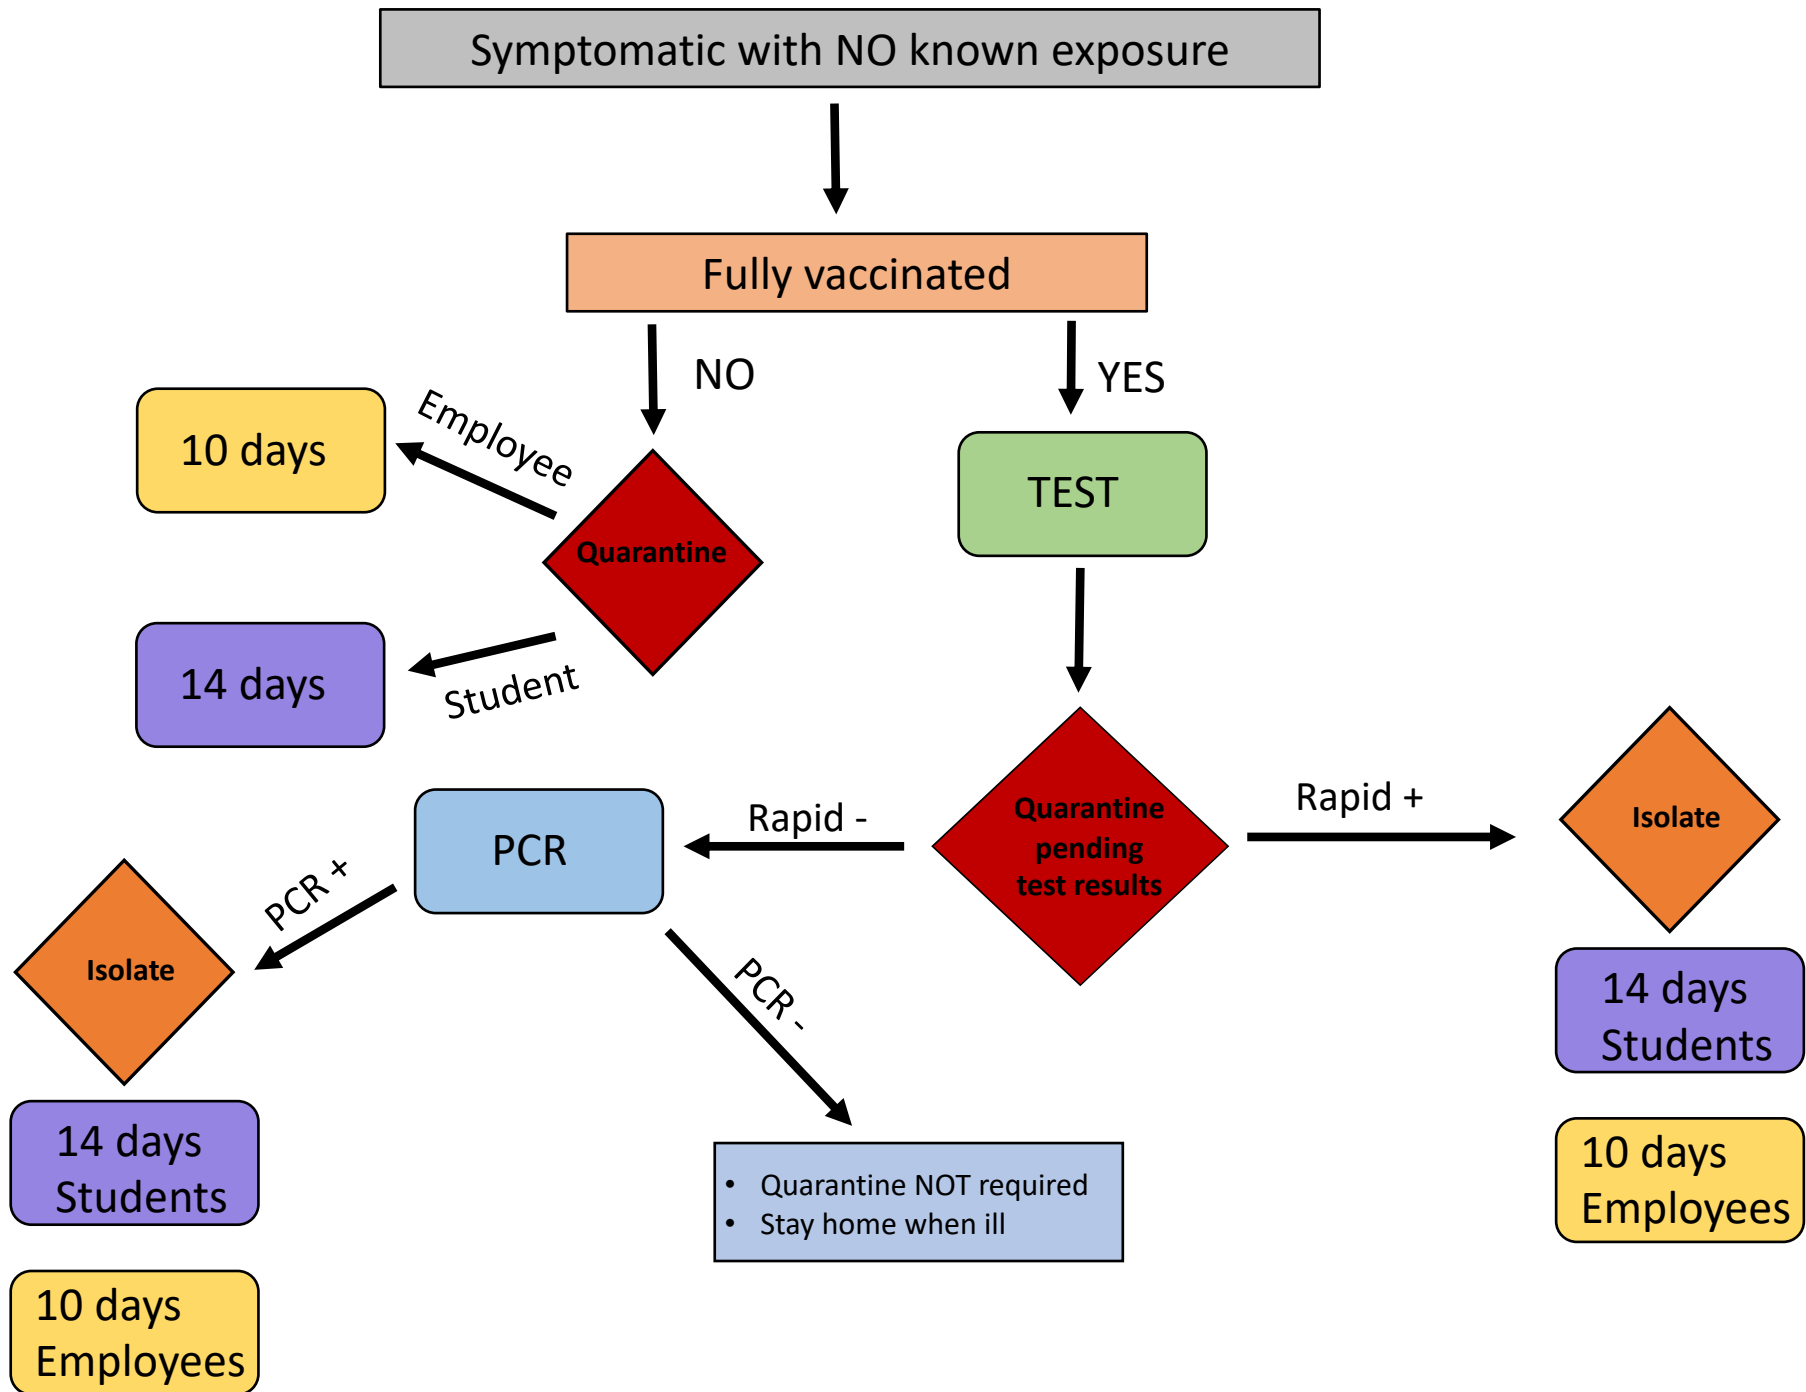 Symptomatic with NO known exposure
Fully vaccinated
NO
YES
Employee
10 days
Quarantine
TEST
14 days
Student
Rapid -
Quarantine
pending
test results
Rapid +
Isolate
PCR
PCR +
Isolate
PCR -
14 days
Students
10 days
Employees
14 days
Students
10 days
Employees
• Quarantine NOT required
• Stay home when ill